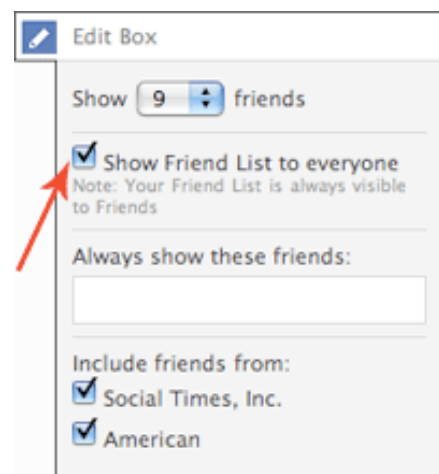 Edit Box
Show 9 friends
Show Friend List to everyone
Note: Your Friend List is always visible
to Friends
Always show these friends:
Include friends from:
Social Times, Inc.
American